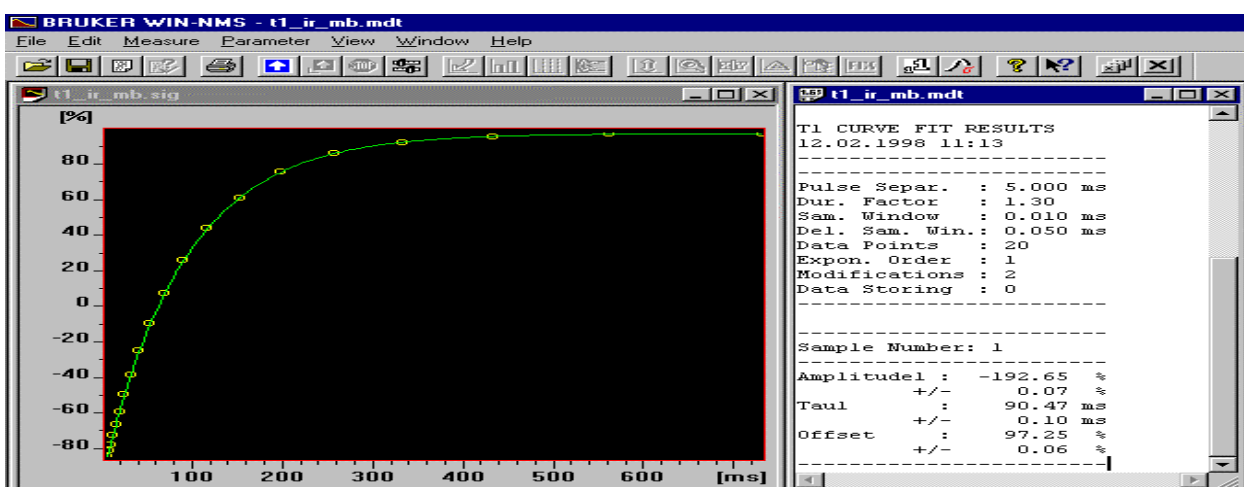 BRUKER WIN-NMS - t1_ir_mb.mdt
File Edit Measure Parameter View Window Help
t1_ir_mb.sig
[%]
80
60
40
20
0
-20
-40
-60
-80
100 200 300 400 500 600 [ms]
t1_ir_mb.mdt
T1 CURVE FIT RESULTS
12.02.1998 11:13
-------------------------
-------------------------
Pulse Separ. : 5.000 ms
Dur. Factor : 1.30
Sam. Window : 0.010 ms
Del. Sam. Win.: 0.050 ms
Data Points : 20
Expon. Order : 1
Modifications : 2
Data Storing : 0
-------------------------
-------------------------
Sample Number: 1
-------------------------
Amplitude1 : -192.65 %
+/- 0.07 %
Tau1 : 90.47 ms
+/- 0.10 ms
Offset : 97.25 %
+/- 0.06 %
-------------------------